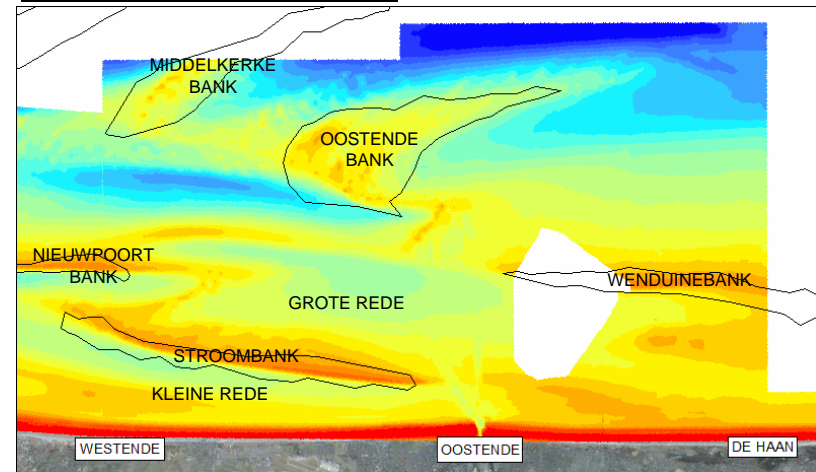 MIDDELKERKE
BANK
OOSTENDE
BANK
NIEUWPOORT
BANK
WENDUINEBANK
GROTE REDE
STROOMBANK
KLEINE REDE
WESTENDE
OOSTENDE
DE HAAN